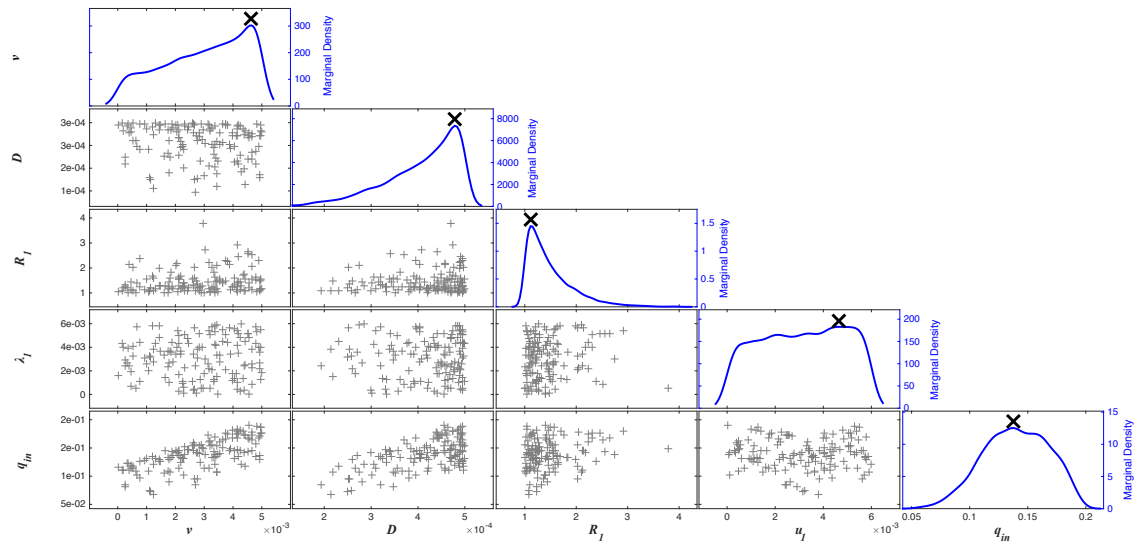 v
300
200
100
0
Marginal Density
D
3e-04
2e-04
2e-04
1e-04
8000
6000
4000
2000
0
Marginal Density
R1
4
3
2
1
1.5
1
0.5
0
Marginal Density
λ1
6e-03
4e-03
2e-03
0
200
150
100
50
0
Marginal Density
qin
2e-01
2e-01
1e-01
5e-02
15
10
5
0
Marginal Density
0 1 2 3 4 5 ×10-3
2 3 4 5 ×10-4
1 2 3 4
0 2 4 6 ×10-3
0.05 0.1 0.15 0.2
v D R1 u1 qin